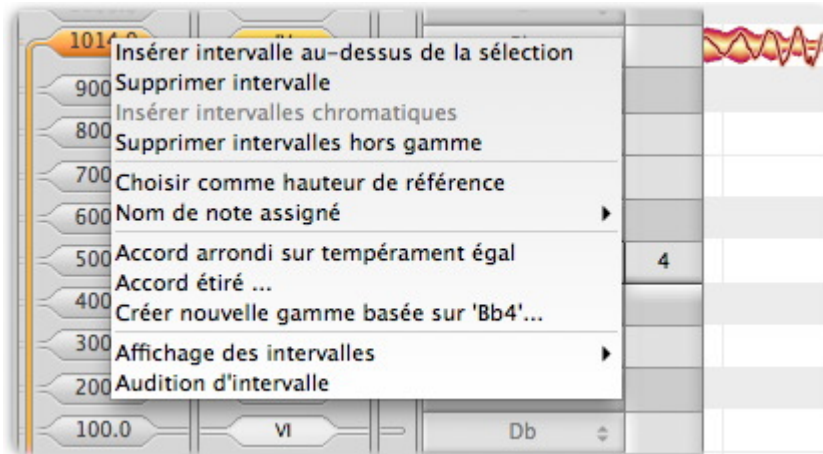 1014.0
Insérer intervalle au-dessus de la sélection
900
Supprimer intervalle
Insérer intervalles chromatiques
800
Supprimer intervalles hors gamme
700
Choisir comme hauteur de référence
600
Nom de note assigné
500
Accord arrondi sur tempérament égal
4
Accord étiré ...
400
Créer nouvelle gamme basée sur 'Bb4'...
300
Affichage des intervalles
200
Audition d'intervalle
100.0 VI Db